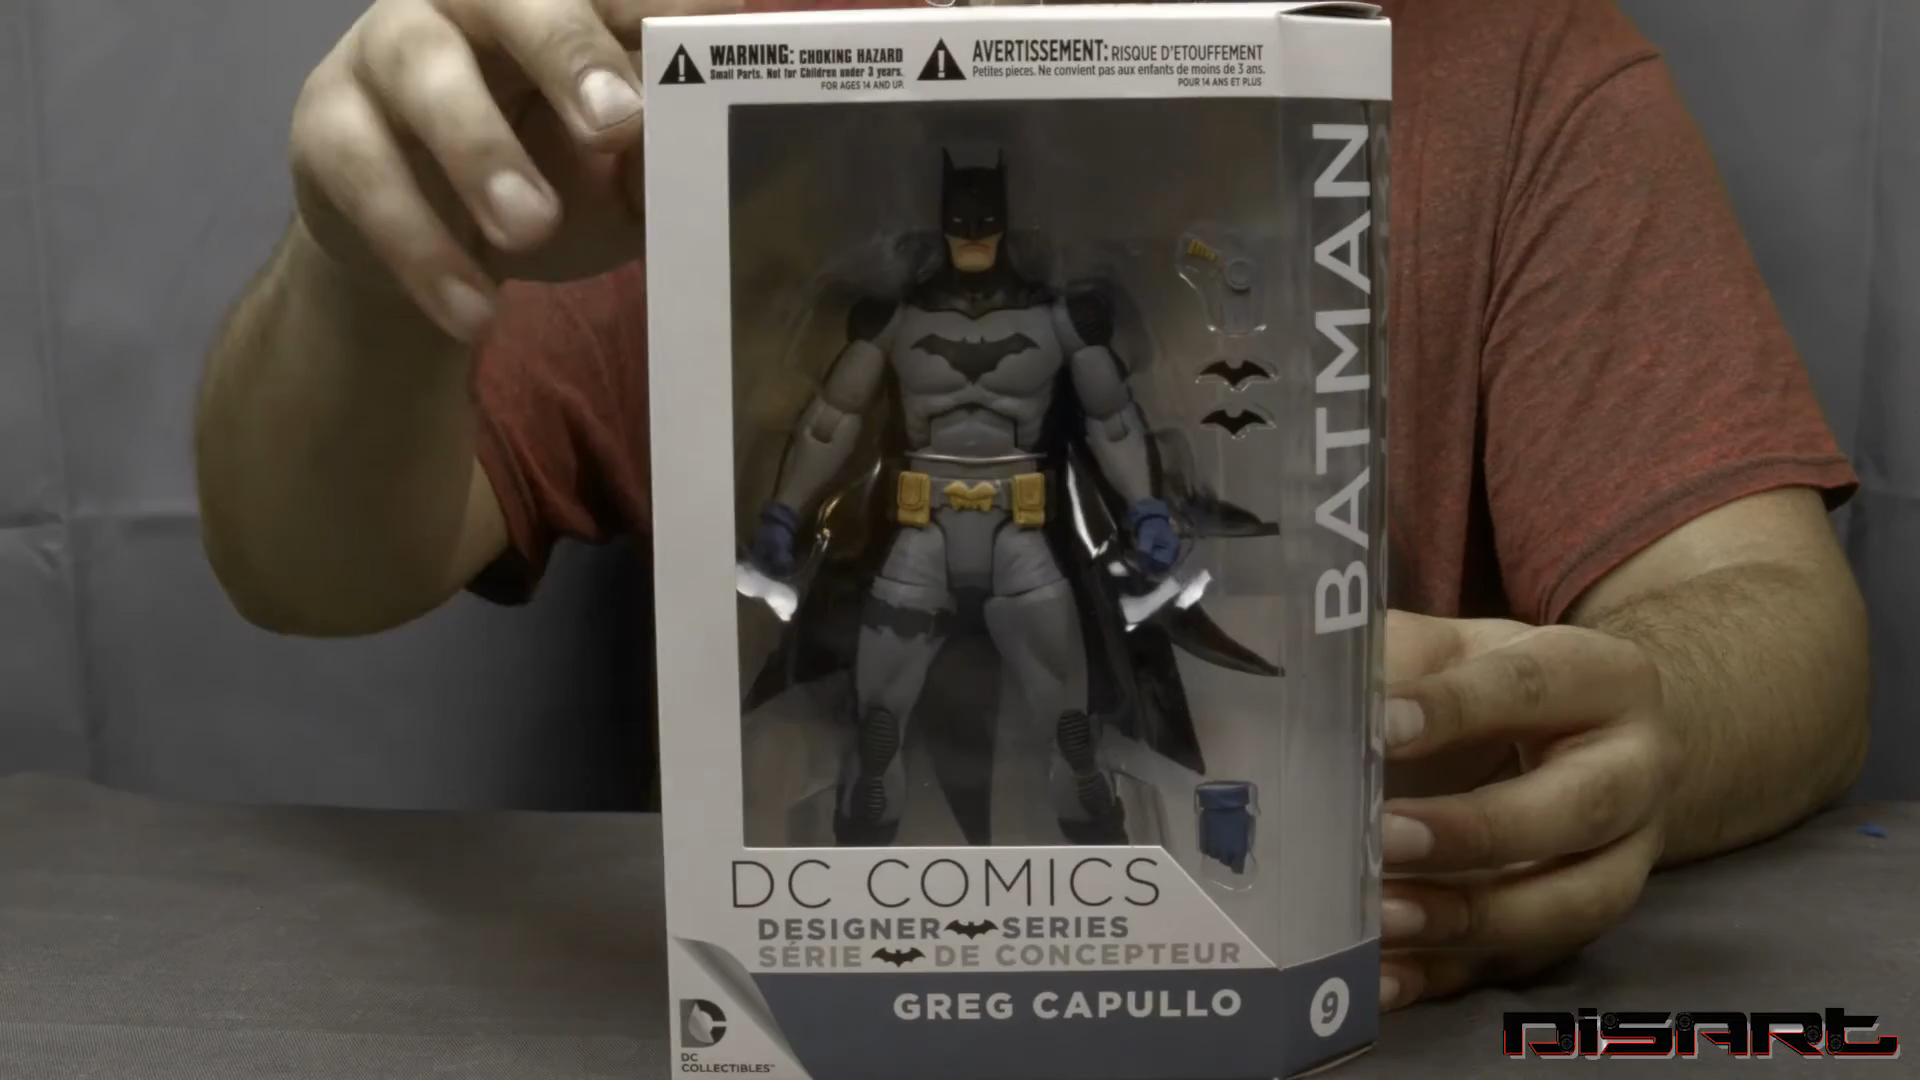 WARNING: CHOKING HAZARD
Small Parts. Not for Children under 3 years.
FOR AGES 14 AND UP.
AVERTISSEMENT: RISQUE D'ETOUFFEMENT
Petites pieces. Ne convient pas aux enfants de moins de 3 ans.
POUR 14 ANS ET PLUS
BATMAN
DC COMICS
DESIGNER SERIES
SÉRIE DE CONCEPTEUR
GREG CAPULLO
9
DC
COLLECTIBLES™
DISART